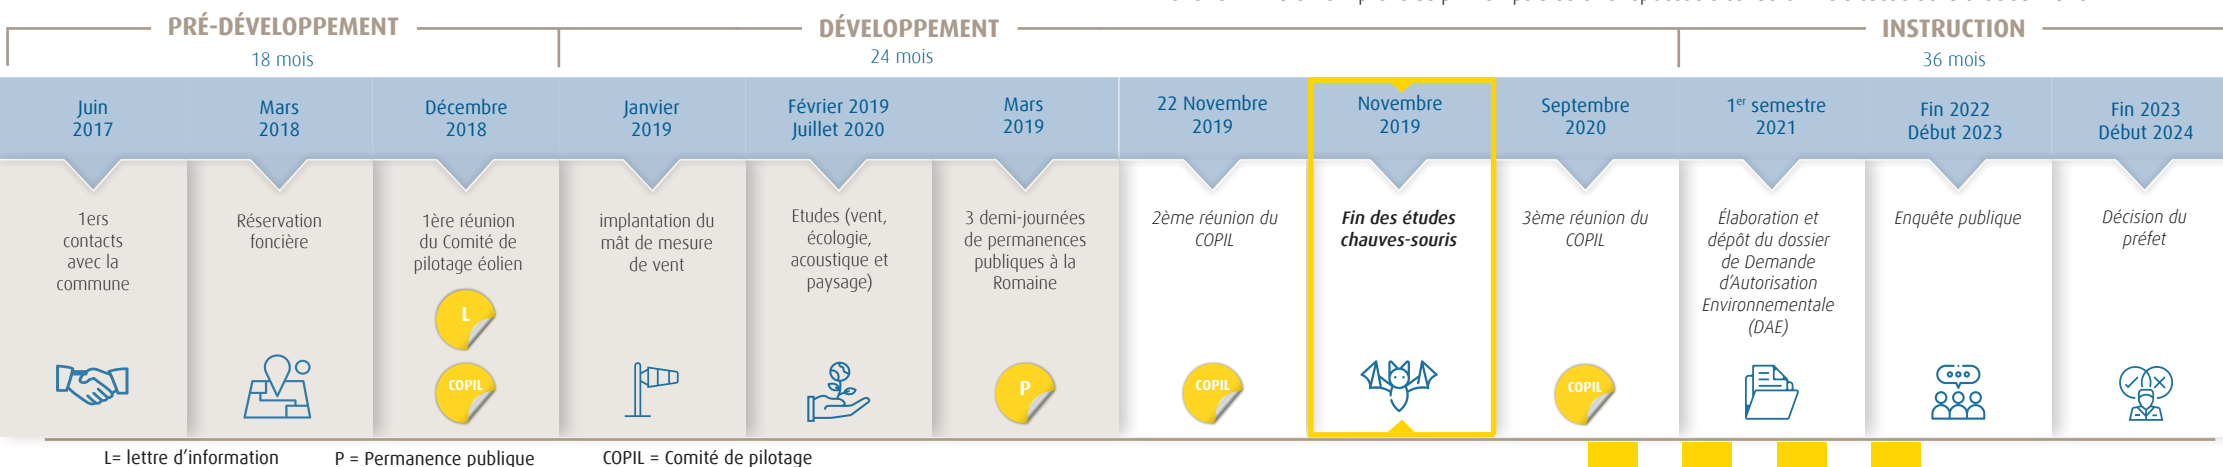 PRÉ-DÉVELOPPEMENT
18 mois
DÉVELOPPEMENT
24 mois
INSTRUCTION
36 mois
Juin
2017
Mars
2018
Décembre
2018
Janvier
2019
Février 2019
Juillet 2020
Mars
2019
22 Novembre
2019
Novembre
2019
Septembre
2020
1er semestre
2021
Fin 2022
Début 2023
Fin 2023
Début 2024
1ers
contacts
avec la
commune
Réservation
foncière
1ère réunion
du Comité de
pilotage éolien
L
COPIL
implantation du
mât de mesure
de vent
Etudes (vent,
écologie,
acoustique et
paysage)
3 demi-journées
de permanences
publiques à la
Romaine
P
2ème réunion du
COPIL
COPIL
Fin des études
chauves-souris
3ème réunion du
COPIL
COPIL
Élaboration et
dépôt du dossier
de Demande
d'Autorisation
Environnementale
(DAE)
Enquête publique
Décision du
préfet
L= lettre d'information
P = Permanence publique
COPIL = Comité de pilotage